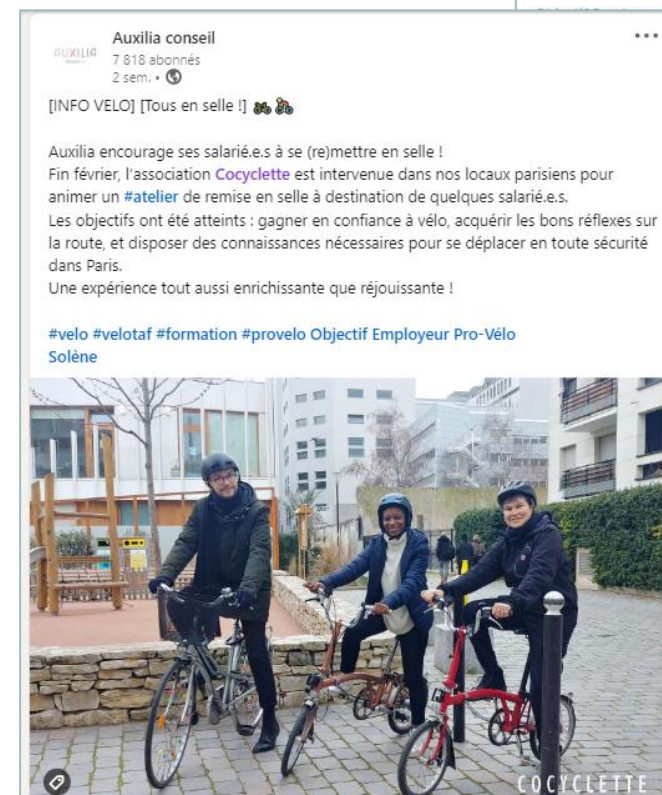 Auxilia conseil
AUXILIA
7 818 abonnés
2 sem. •
[INFO VELO] [Tous en selle !]
Auxilia encourage ses salarié.e.s à se (re)mettre en selle !
Fin février, l'association Cocyclette est intervenue dans nos locaux parisiens pour
animer un #atelier de remise en selle à destination de quelques salarié.e.s.
Les objectifs ont été atteints : gagner en confiance à vélo, acquérir les bons réflexes sur
la route, et disposer des connaissances nécessaires pour se déplacer en toute sécurité
dans Paris.
Une expérience tout aussi enrichissante que réjouissante !
#velo #velotaf #formation #provelo Objectif Employeur Pro-Vélo
Solène
COCYCLETTE